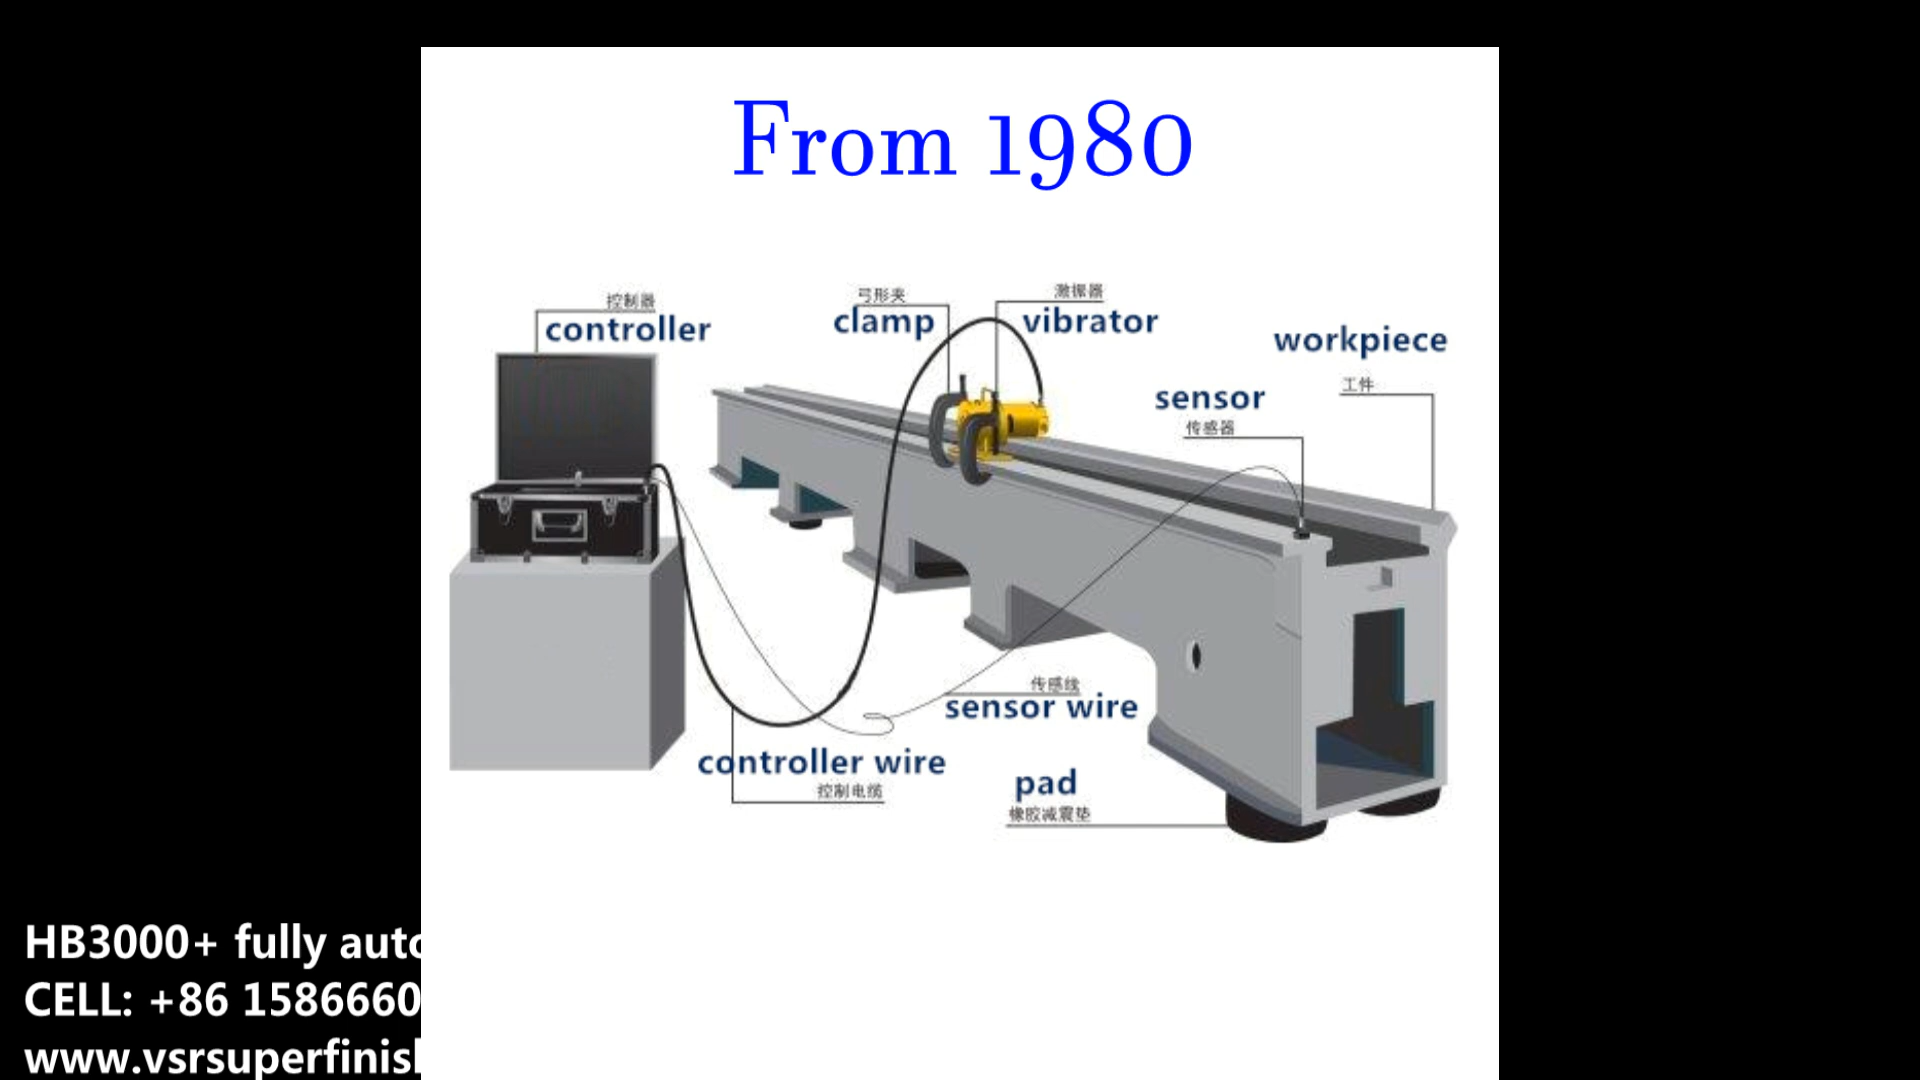 From 1980
控制器
controller
弓形夹
clamp
激振器
vibrator
workpiece
工件
sensor
传感器
传感线
sensor wire
controller wire
控制电缆
pad
橡胶减震垫
HB3000+ fully auto
CELL: +86 1586660
www.vsrsuperfinish